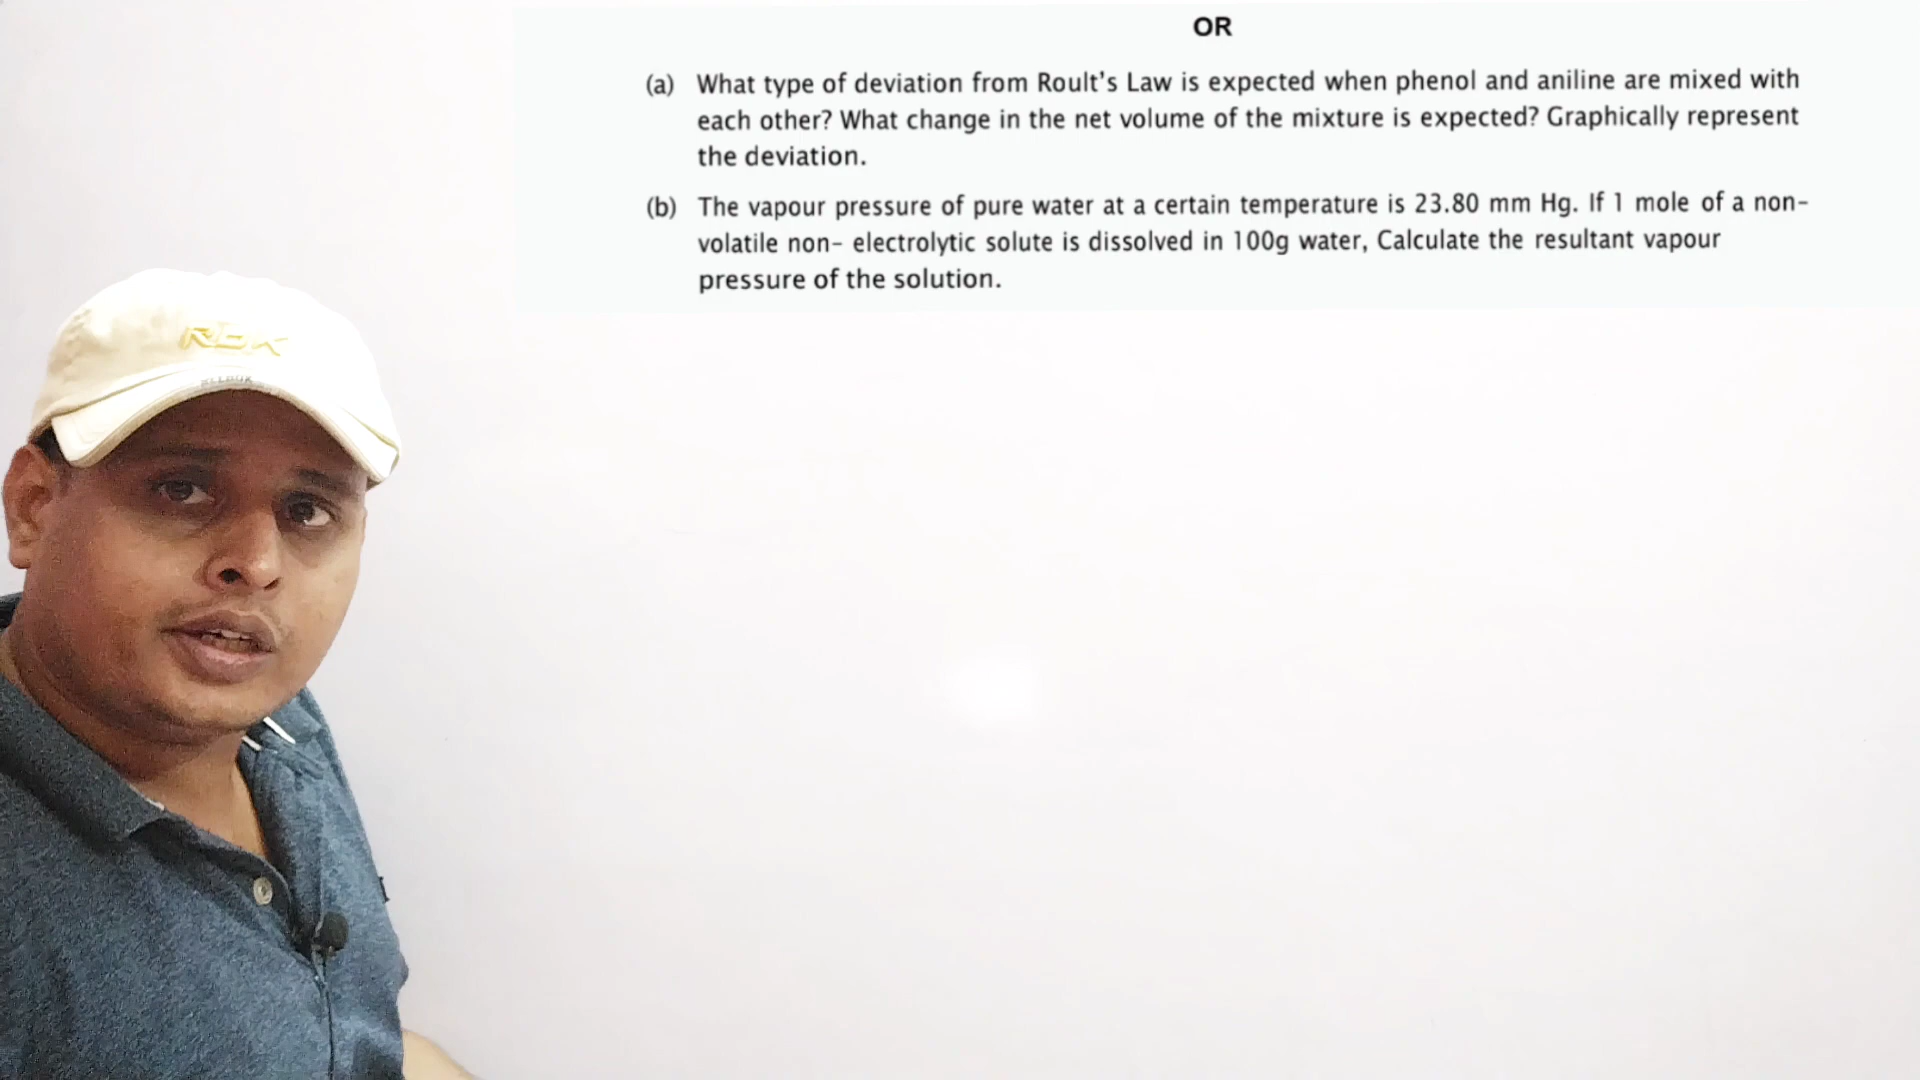 OR
(a) What type of deviation from Roult's Law is expected when phenol and aniline are mixed with
each other? What change in the net volume of the mixture is expected? Graphically represent
the deviation.
(b) The vapour pressure of pure water at a certain temperature is 23.80 mm Hg. If 1 mole of a non-
volatile non- electrolytic solute is dissolved in 100g water, Calculate the resultant vapour
pressure of the solution.
RBK
REEBOK